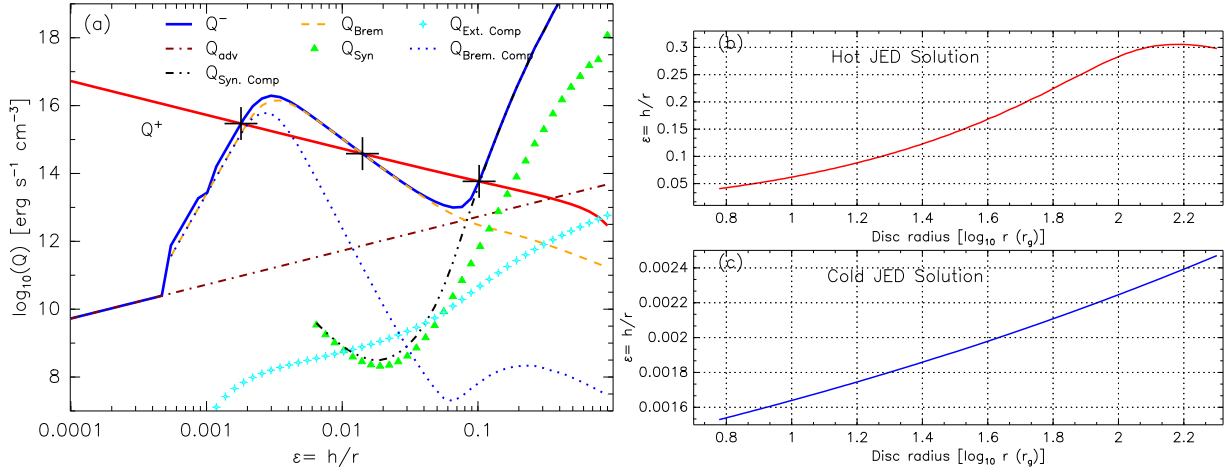 (a)
Q⁻
Q_adv
Q_Syn. Comp
Q_Brem
Q_Syn
Q_Ext. Comp
Q_Brem. Comp
Q⁺
log₁₀(Q) [erg s⁻¹ cm⁻³]
18
16
14
12
10
8
0.0001
0.001
0.01
0.1
ε= h/r
(b)
Hot JED Solution
ε= h/r
0.3
0.25
0.2
0.15
0.1
0.05
0.8
1
1.2
1.4
1.6
1.8
2
2.2
Disc radius [log₁₀ r (r_g)]
(c)
Cold JED Solution
ε= h/r
0.0024
0.0022
0.002
0.0018
0.0016
0.8
1
1.2
1.4
1.6
1.8
2
2.2
Disc radius [log₁₀ r (r_g)]